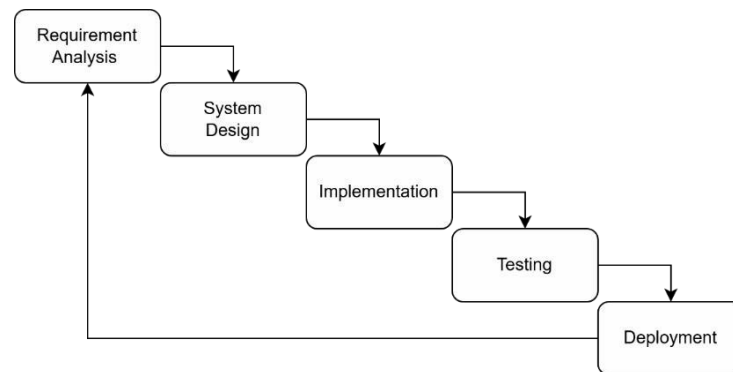 Requirement
Analysis
System
Design
Implementation
Testing
Deployment